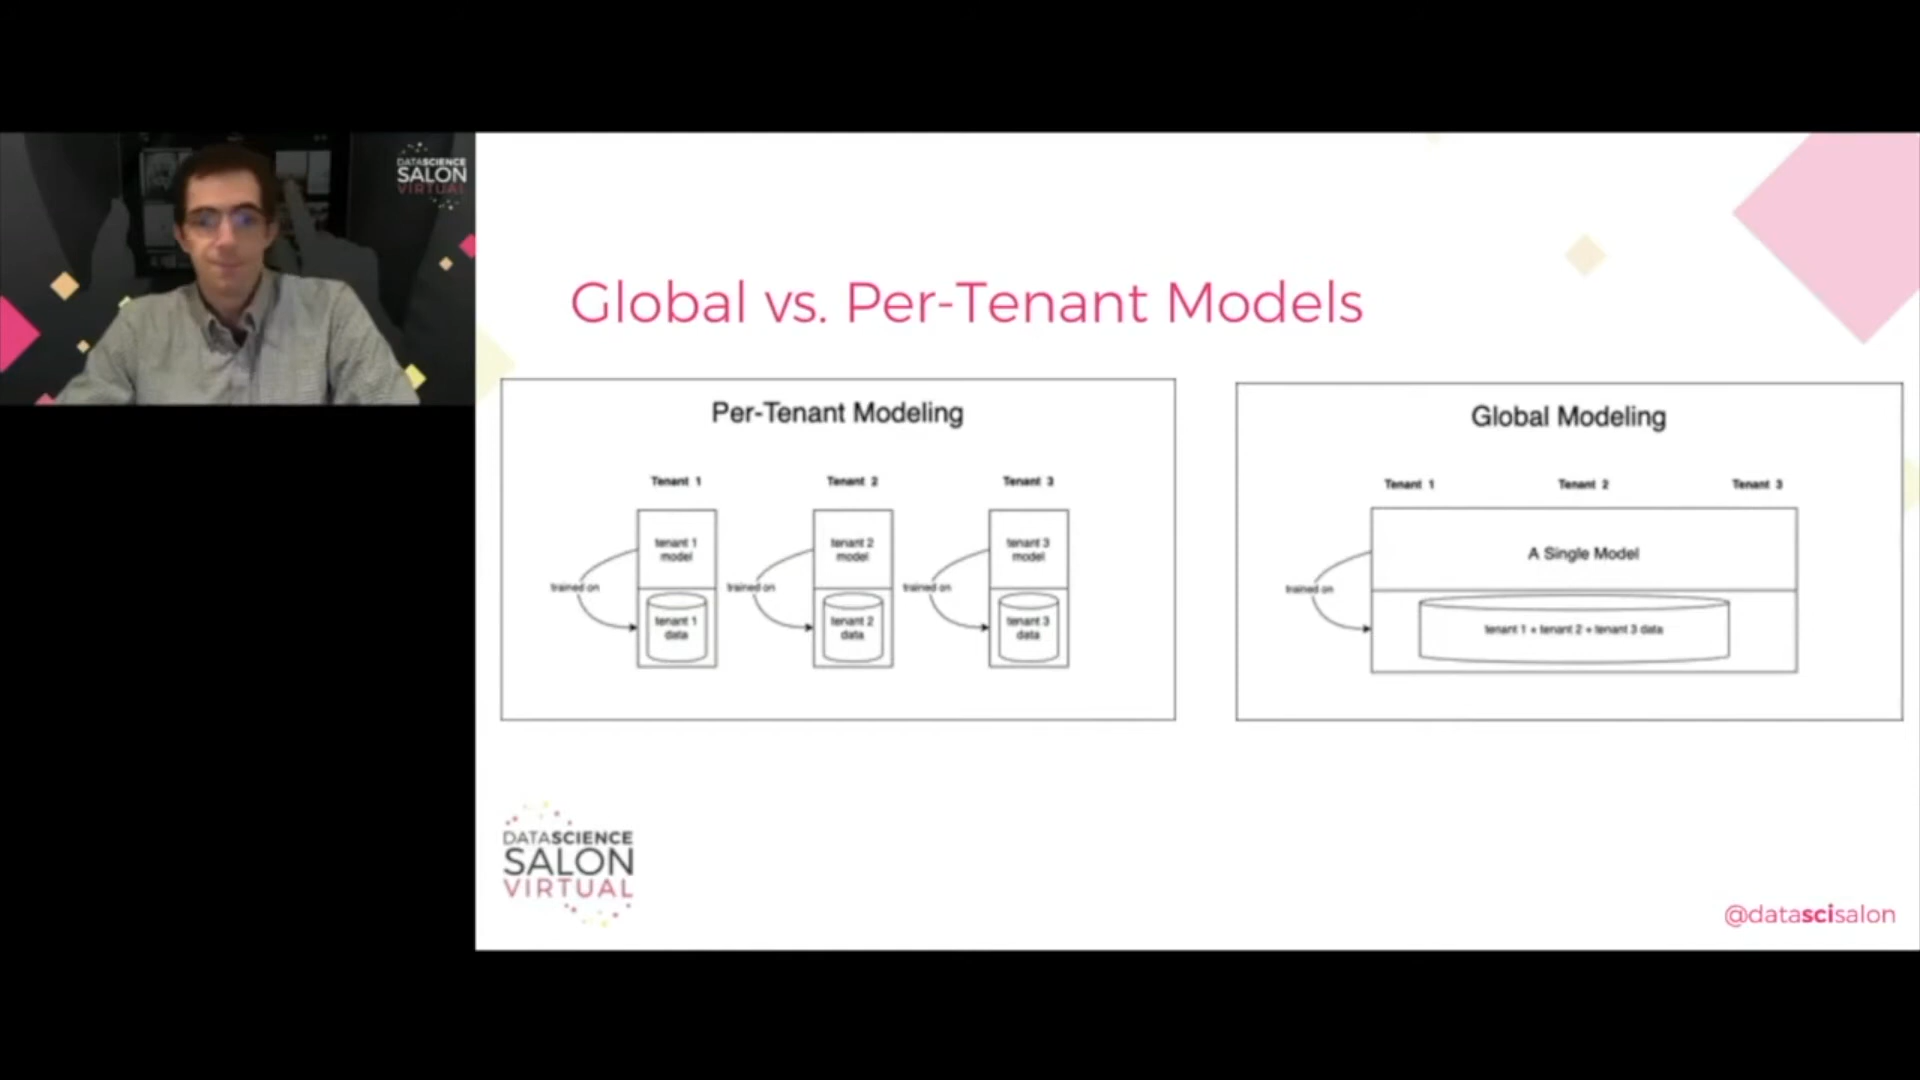 DATASCIENCE
SALON
VIRTUAL
Global vs. Per-Tenant Models
Per-Tenant Modeling
Tenant 1
Tenant 2
Tenant 3
tenant 1
model
tenant 2
model
tenant 3
model
trained on
trained on
trained on
tenant 1
data
tenant 2
data
tenant 3
data
Global Modeling
Tenant 1
Tenant 2
Tenant 3
A Single Model
trained on
tenant 1 + tenant 2 + tenant 3 data
DATASCIENCE
SALON
VIRTUAL
@datascisalon